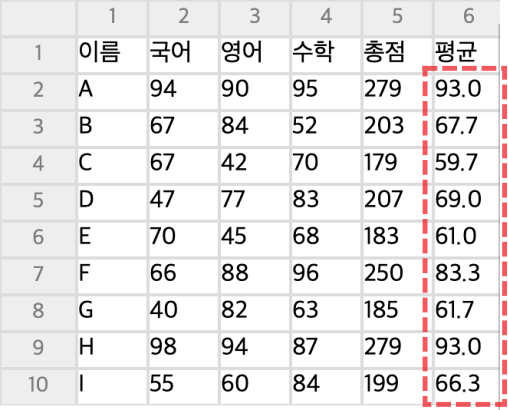 1 2 3 4 5 6
1 이름 국어 영어 수학 총점 평균
2 A 94 90 95 279 93.0
3 B 67 84 52 203 67.7
4 C 67 42 70 179 59.7
5 D 47 77 83 207 69.0
6 E 70 45 68 183 61.0
7 F 66 88 96 250 83.3
8 G 40 82 63 185 61.7
9 H 98 94 87 279 93.0
10 I 55 60 84 199 66.3